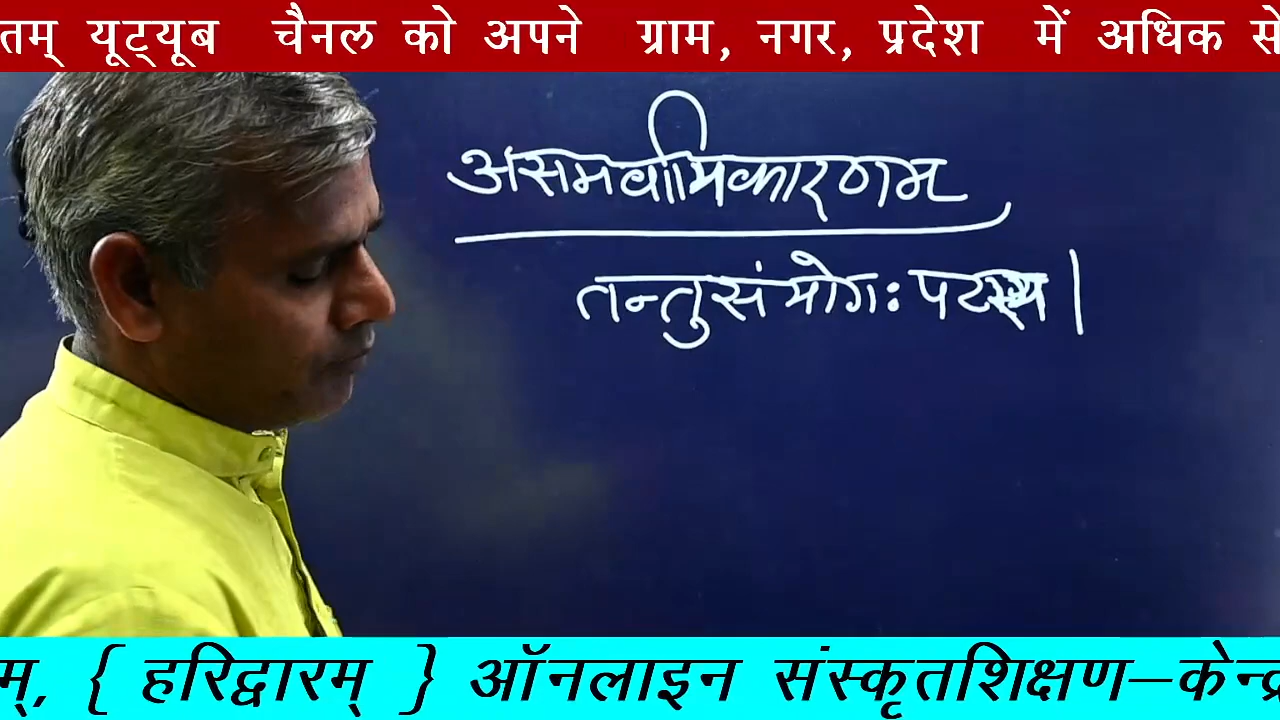 तम् यूट्यूब चैनल को अपने ग्राम, नगर, प्रदेश में अधिक से
असमवायिकारणम्
तन्तुसंयोगः पटस्य।
म्, { हरिद्वारम् } ऑनलाइन संस्कृतशिक्षण–केन्द्र